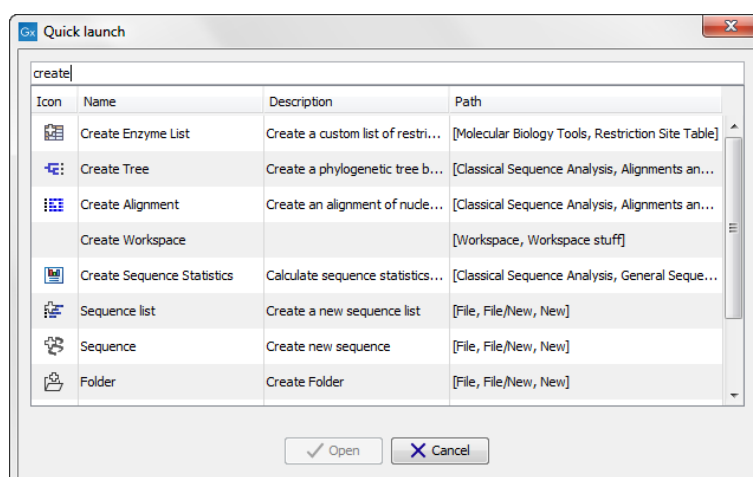 Gx Quick launch
create
Icon Name Description Path
Create Enzyme List Create a custom list of restri... [Molecular Biology Tools, Restriction Site Table]
Create Tree Create a phylogenetic tree b... [Classical Sequence Analysis, Alignments an...
Create Alignment Create an alignment of nucle... [Classical Sequence Analysis, Alignments an...
Create Workspace [Workspace, Workspace stuff]
Create Sequence Statistics Calculate sequence statistics... [Classical Sequence Analysis, General Seque...
Sequence list Create a new sequence list [File, File/New, New]
Sequence Create new sequence [File, File/New, New]
Folder Create Folder [File, File/New, New]
Open Cancel